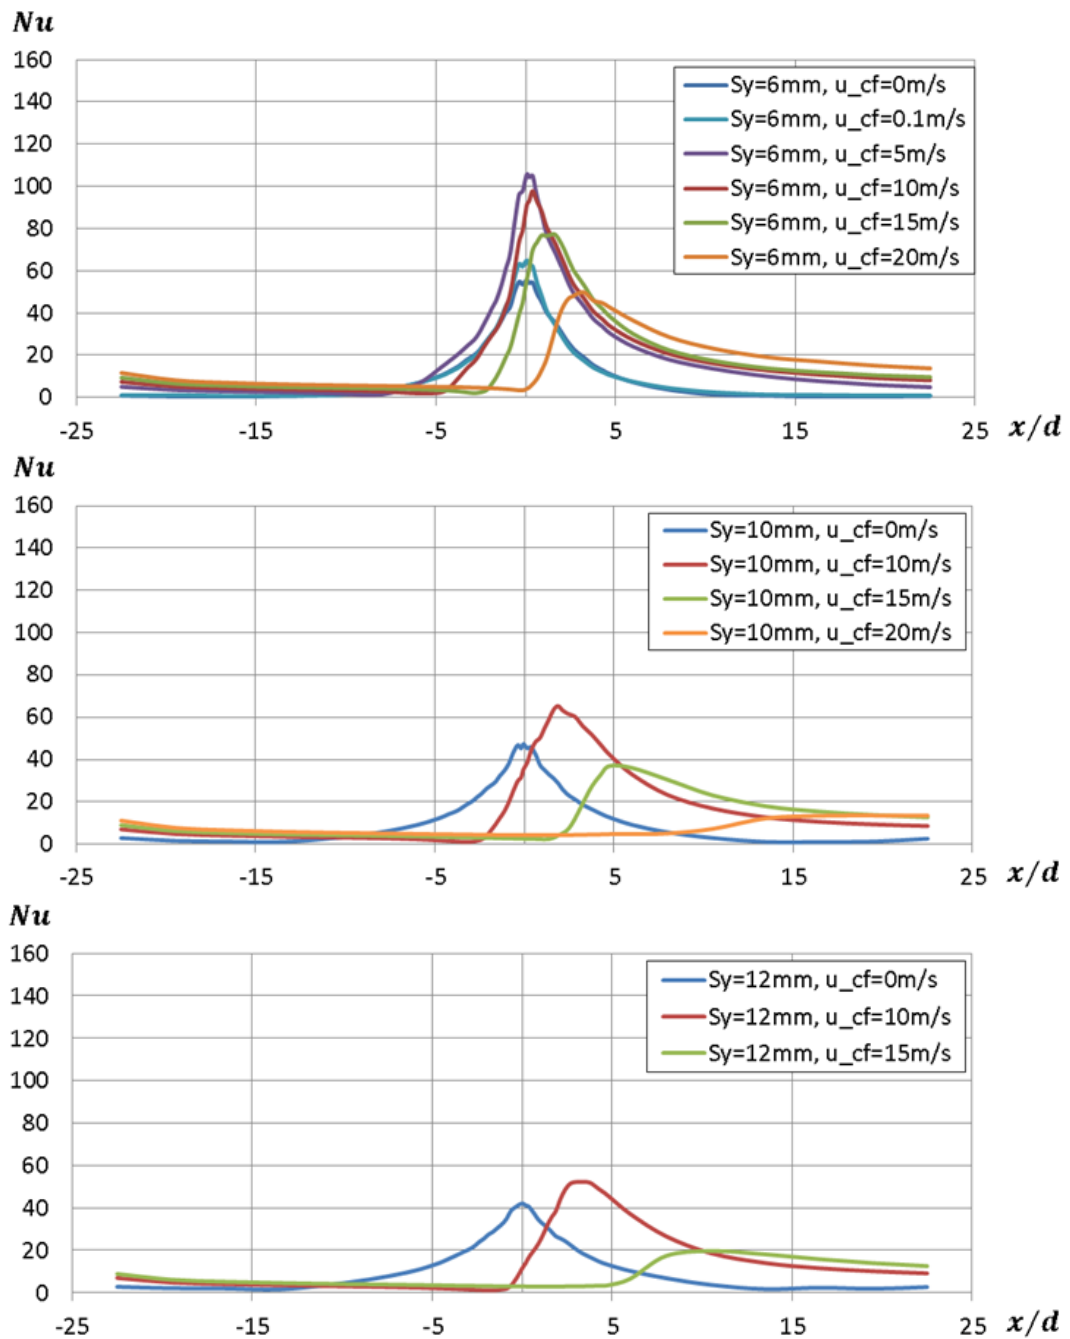 Nu
160
140
120
100
80
60
40
20
0
Sy=6mm, u_cf=0m/s
Sy=6mm, u_cf=0.1m/s
Sy=6mm, u_cf=5m/s
Sy=6mm, u_cf=10m/s
Sy=6mm, u_cf=15m/s
Sy=6mm, u_cf=20m/s
-25 -15 -5 5 15 25 x/d
Nu
160
140
120
100
80
60
40
20
0
Sy=10mm, u_cf=0m/s
Sy=10mm, u_cf=10m/s
Sy=10mm, u_cf=15m/s
Sy=10mm, u_cf=20m/s
-25 -15 -5 5 15 25 x/d
Nu
160
140
120
100
80
60
40
20
0
Sy=12mm, u_cf=0m/s
Sy=12mm, u_cf=10m/s
Sy=12mm, u_cf=15m/s
-25 -15 -5 5 15 25 x/d